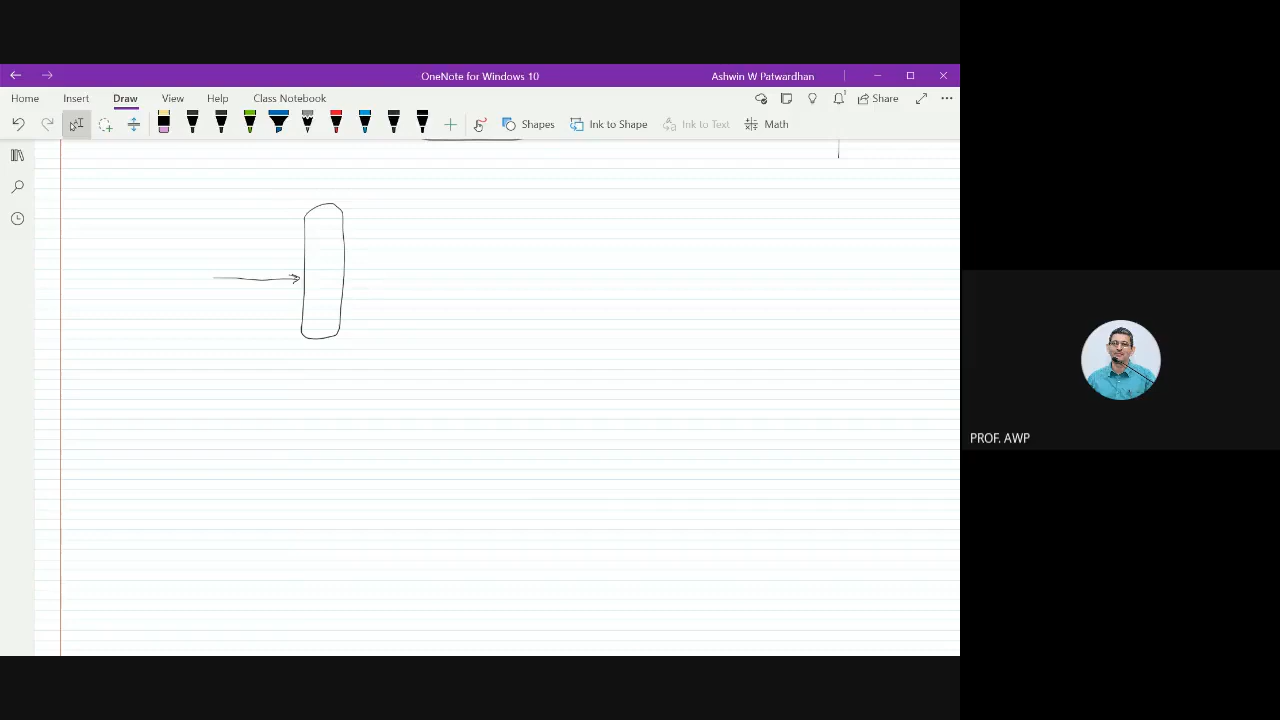 OneNote for Windows 10
Ashwin W Patwardhan
Home Insert Draw View Help Class Notebook
Share
Shapes Ink to Shape Ink to Text Math
PROF. AWP